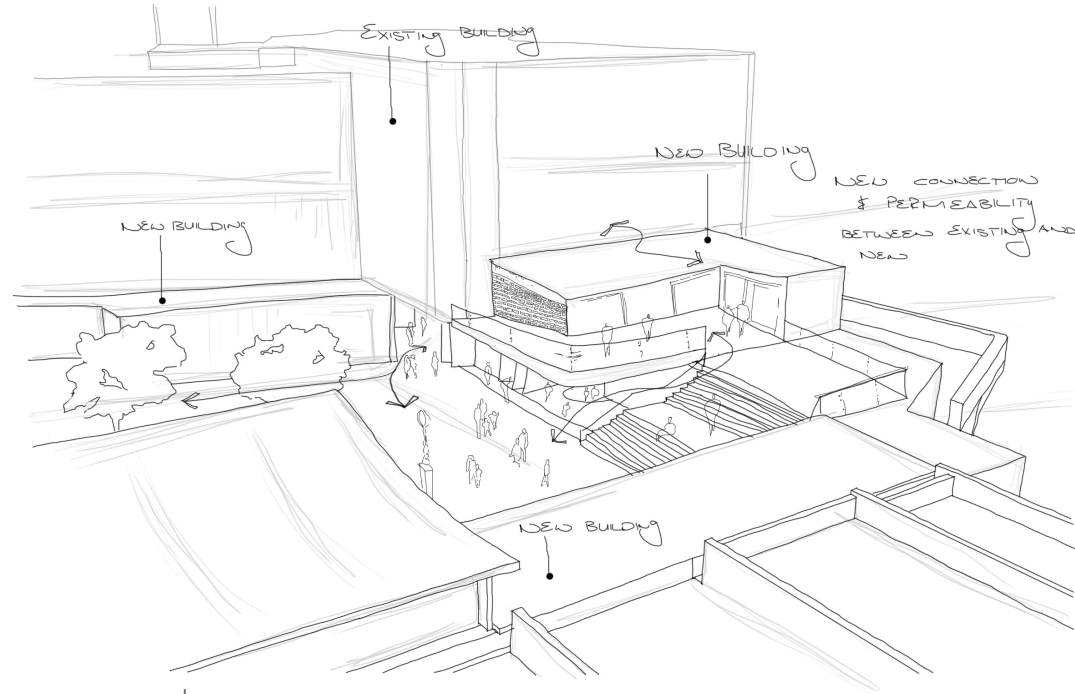 EXISTING BUILDING
NEW BUILDING
NEW CONNECTION
& PERMEABILITY
BETWEEN EXISTING AND
NEW
NEW BUILDING
NEW BUILDING